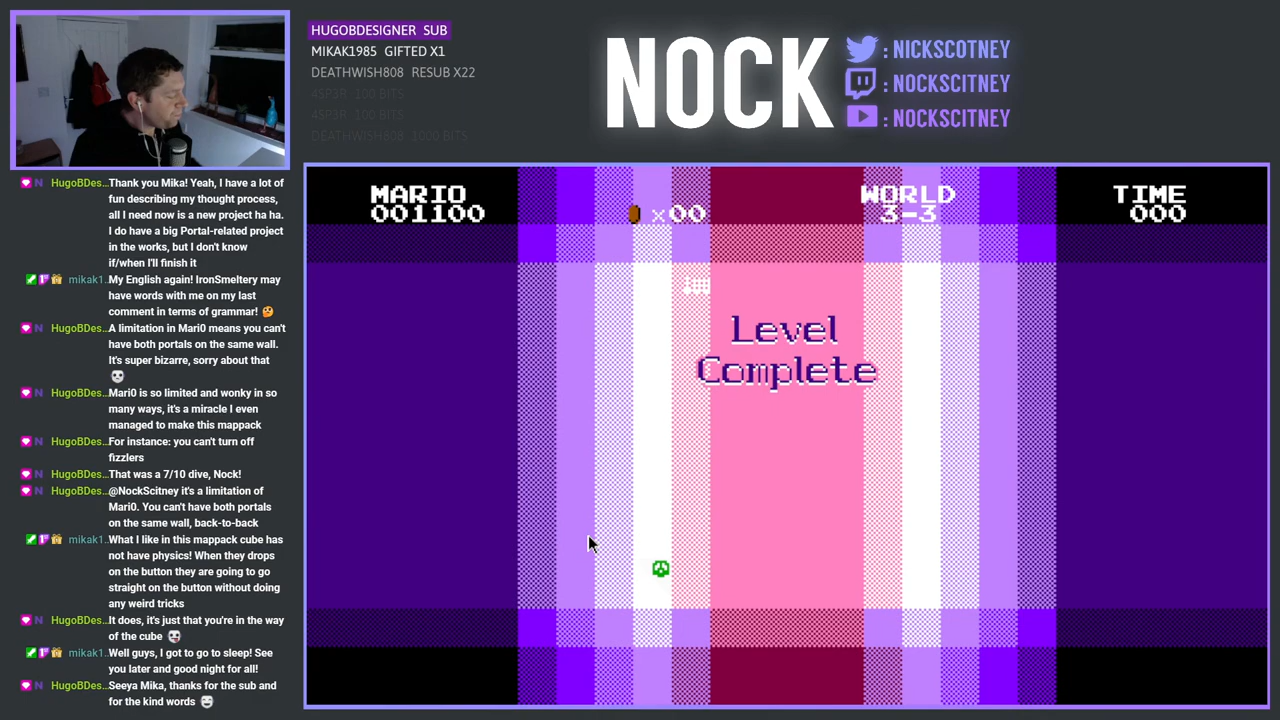 HUGOBDESIGNER SUB
MIKAK1985 GIFTED X1
DEATHWISH808 RESUB X22
4SP3R 100 BITS
4SP3R 100 BITS
DEATHWISH808 1000 BITS
NOCK
: NICKSCOTNEY
: NOCKSCITNEY
: NOCKSCITNEY
N HugoBDes... Thank you Mika! Yeah, I have a lot of
fun describing my thought process,
all I need now is a new project ha ha.
I do have a big Portal-related project
in the works, but I don't know
if/when I'll finish it
mikak1... My English again! IronSmeltery may
have words with me on my last
comment in terms of grammar! 🤔
N HugoBDes... A limitation in Mari0 means you can't
have both portals on the same wall.
It's super bizarre, sorry about that
N HugoBDes... Mari0 is so limited and wonky in so
many ways, it's a miracle I even
managed to make this mappack
N HugoBDes... For instance: you can't turn off
fizzlers
N HugoBDes... That was a 7/10 dive, Nock!
N HugoBDes... @NockScitney it's a limitation of
Mari0. You can't have both portals
on the same wall, back-to-back
mikak1... What I like in this mappack cube has
not have physics! When they drops
on the button they are going to go
straight on the button without doing
any weird tricks
N HugoBDes... It does, it's just that you're in the way
of the cube
mikak1... Well guys, I got to go to sleep! See
you later and good night for all!
N HugoBDes... Seeya Mika, thanks for the sub and
for the kind words
MARIO
001100
x00
WORLD
3-3
TIME
000
Level
Complete